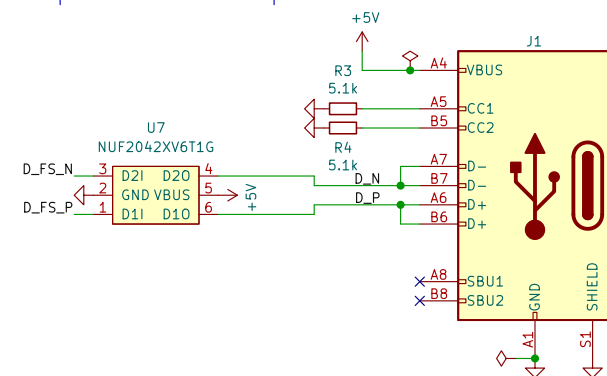 +5V
J1
A4 VBUS
R3
5.1k
A5 CC1
B5 CC2
R4
5.1k
U7
NUF2042XV6T1G
D_FS_N 3 D2I D2O 4
2 GND VBUS 5 +5V
D_FS_P 1 D1I D1O 6
A7 D-
D_N B7 D-
D_P A6 D+
B6 D+
A8 SBU1
B8 SBU2
GND
SHIELD
A1
S1